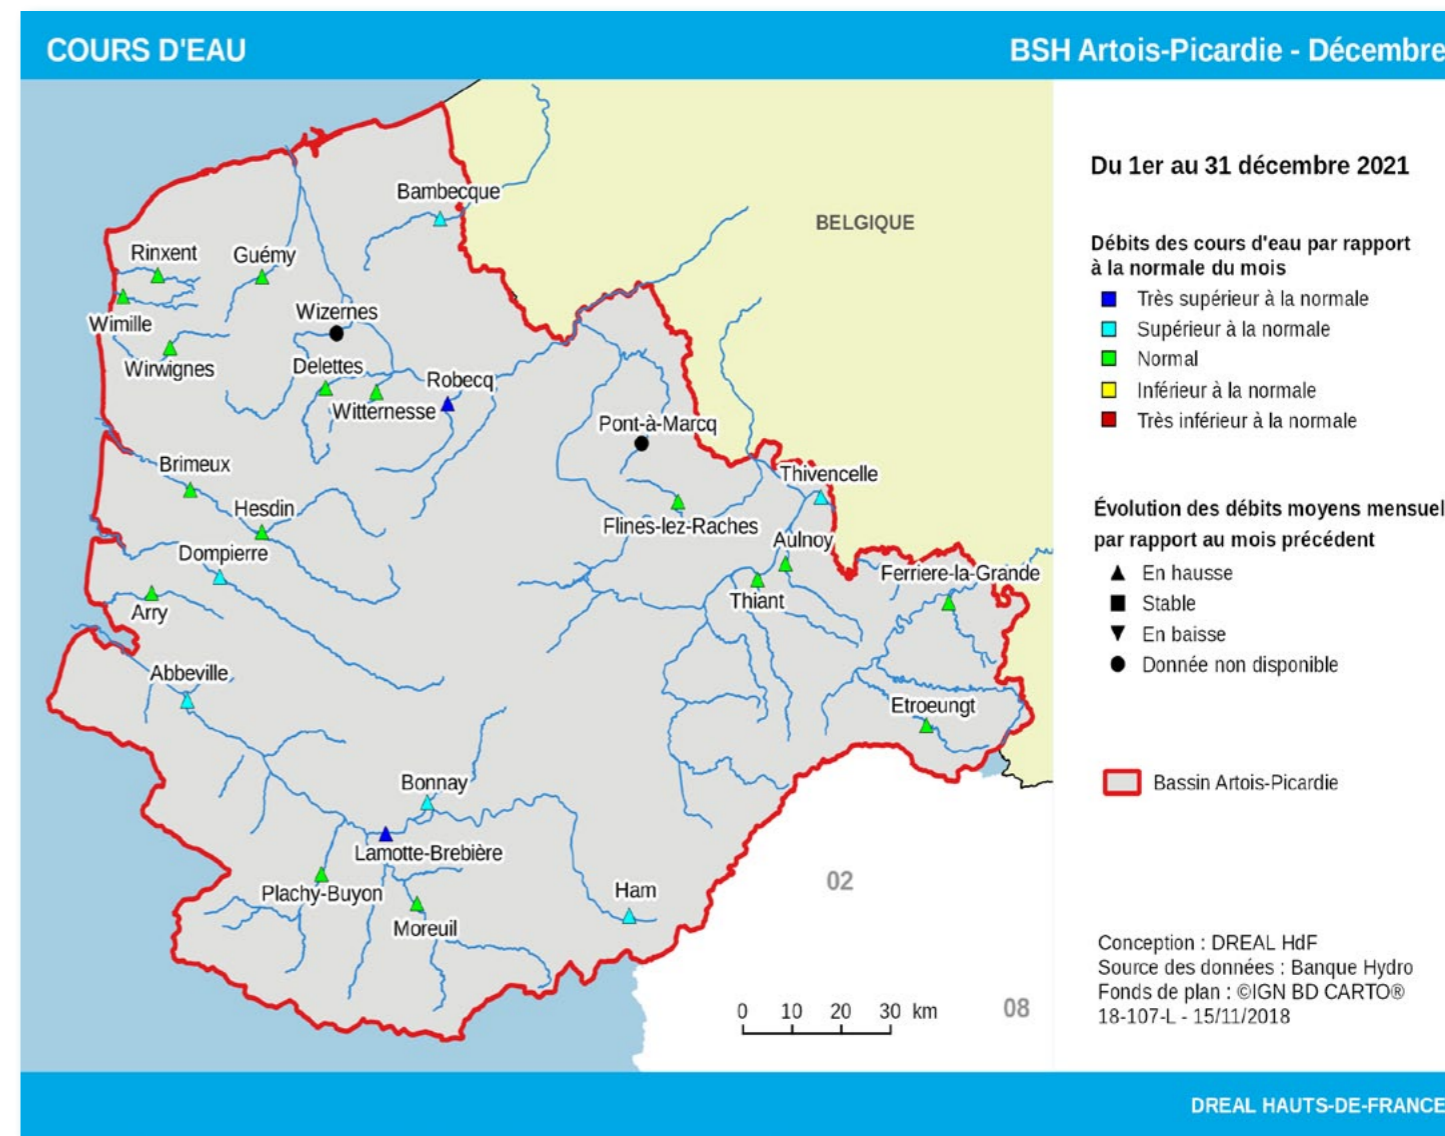 COURS D'EAU
BSH Artois-Picardie - Décembre
Du 1er au 31 décembre 2021
Débits des cours d'eau par rapport
à la normale du mois
Très supérieur à la normale
Supérieur à la normale
Normal
Inférieur à la normale
Très inférieur à la normale
Évolution des débits moyens mensuel
par rapport au mois précédent
En hausse
Stable
En baisse
Donnée non disponible
Bassin Artois-Picardie
Conception : DREAL HdF
Source des données : Banque Hydro
Fonds de plan : ©IGN BD CARTO®
18-107-L - 15/11/2018
BELGIQUE
Bambecque
Rinxent
Guémy
Wimille
Wizernes
Wirwignes
Delettes
Robecq
Witternesse
Pont-à-Marcq
Brimeux
Thivencelle
Hesdin
Flines-lez-Raches
Aulnoy
Dompierre
Ferriere-la-Grande
Thiant
Arry
Abbeville
Etroeungt
Bonnay
Lamotte-Brebière
02
Plachy-Buyon
Ham
Moreuil
08
0 10 20 30 km
DREAL HAUTS-DE-FRANCE